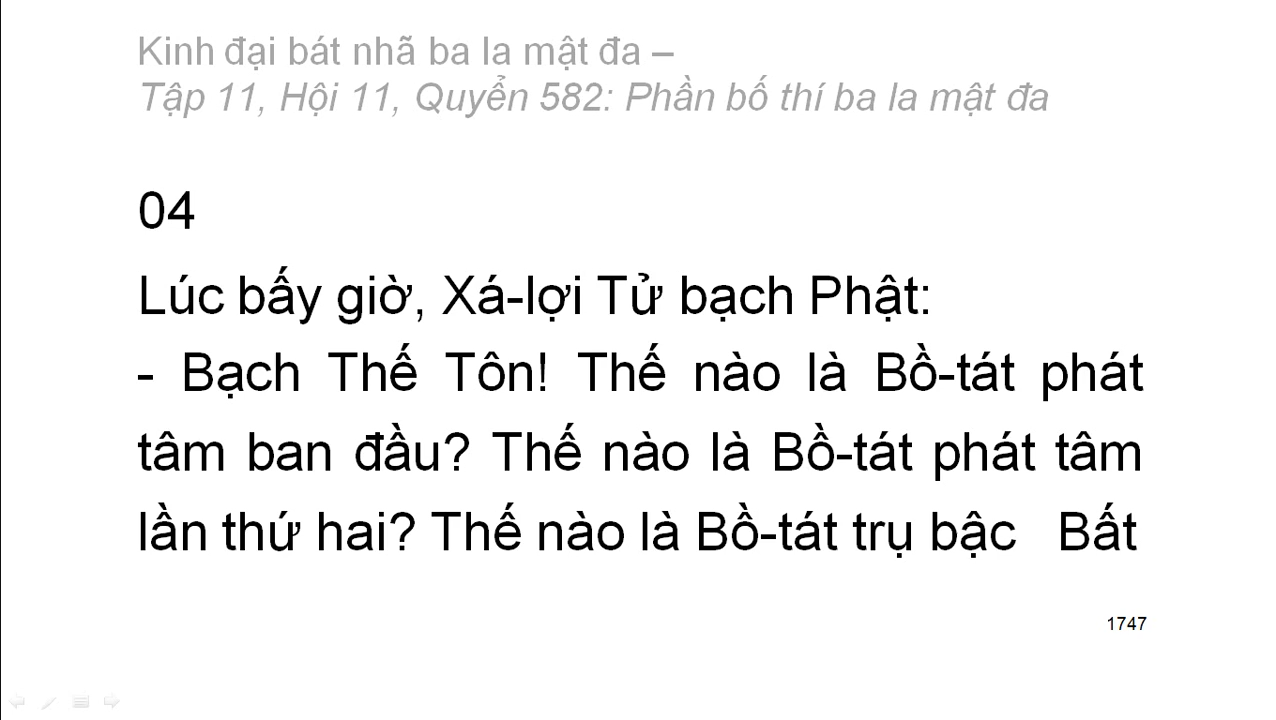 Kinh đại bát nhã ba la mật đa –
Tập 11, Hội 11, Quyển 582: Phần bố thí ba la mật đa
04
Lúc bấy giờ, Xá-lợi Tử bạch Phật:
- Bạch Thế Tôn! Thế nào là Bồ-tát phát
tâm ban đầu? Thế nào là Bồ-tát phát tâm
lần thứ hai? Thế nào là Bồ-tát trụ bậc Bất
1747